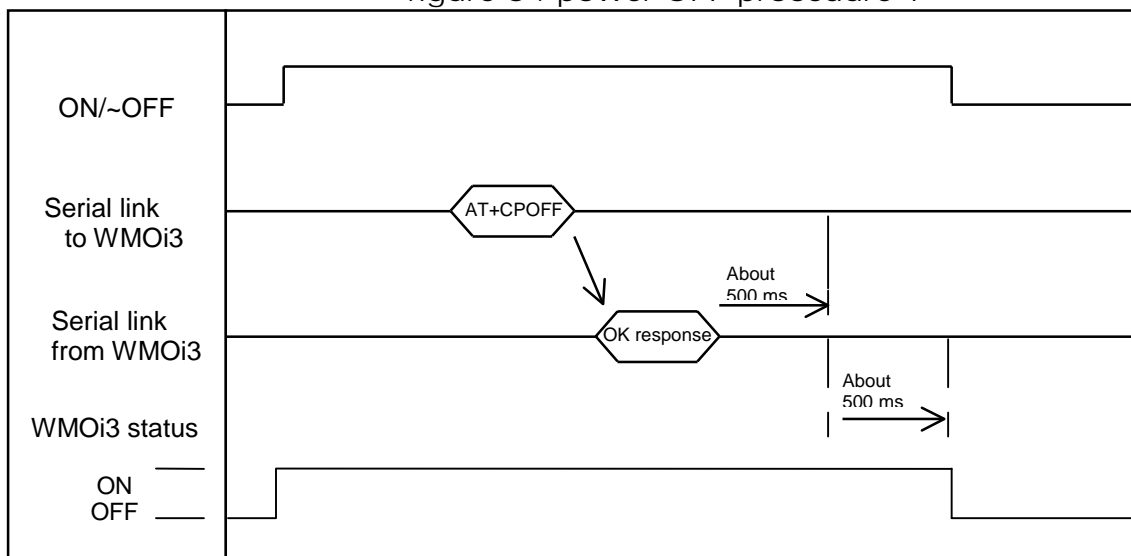 ON/~OFF
Serial link
to WMOi3
AT+CPOFF
About
500 ms
Serial link
from WMOi3
OK response
About
500 ms
WMOi3 status
ON
OFF